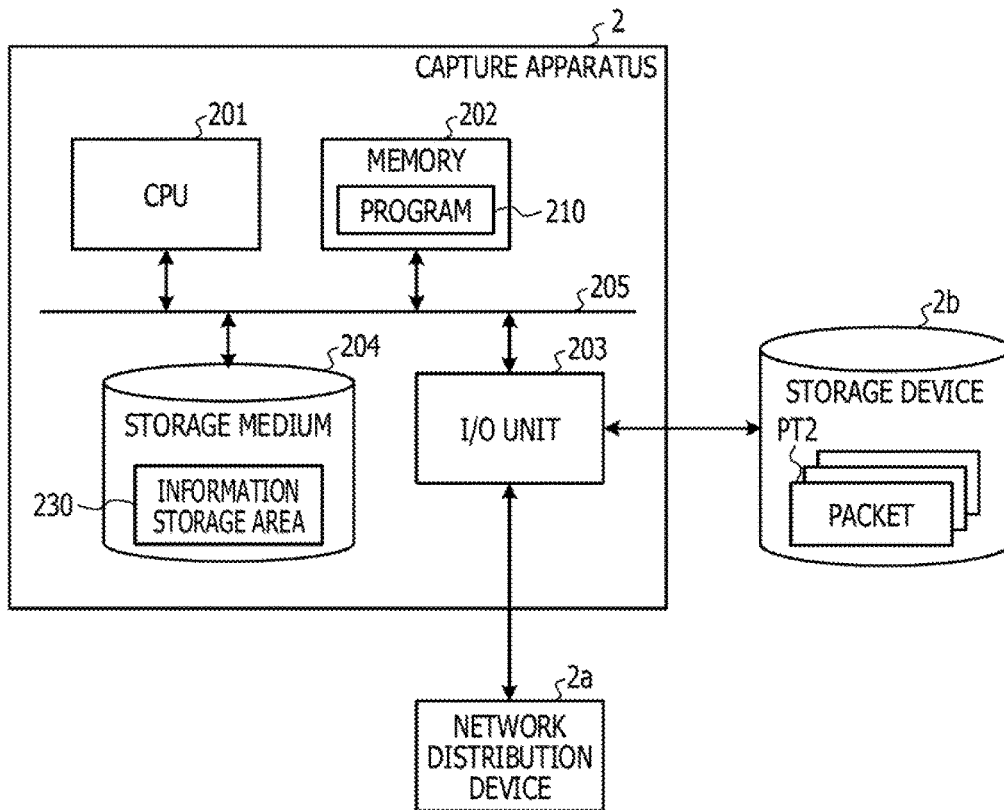 2
CAPTURE APPARATUS
201
202
CPU
MEMORY
PROGRAM
210
205
2b
204
203
STORAGE MEDIUM
I/O UNIT
STORAGE DEVICE
PT2
PACKET
230
INFORMATION
STORAGE AREA
2a
NETWORK
DISTRIBUTION
DEVICE